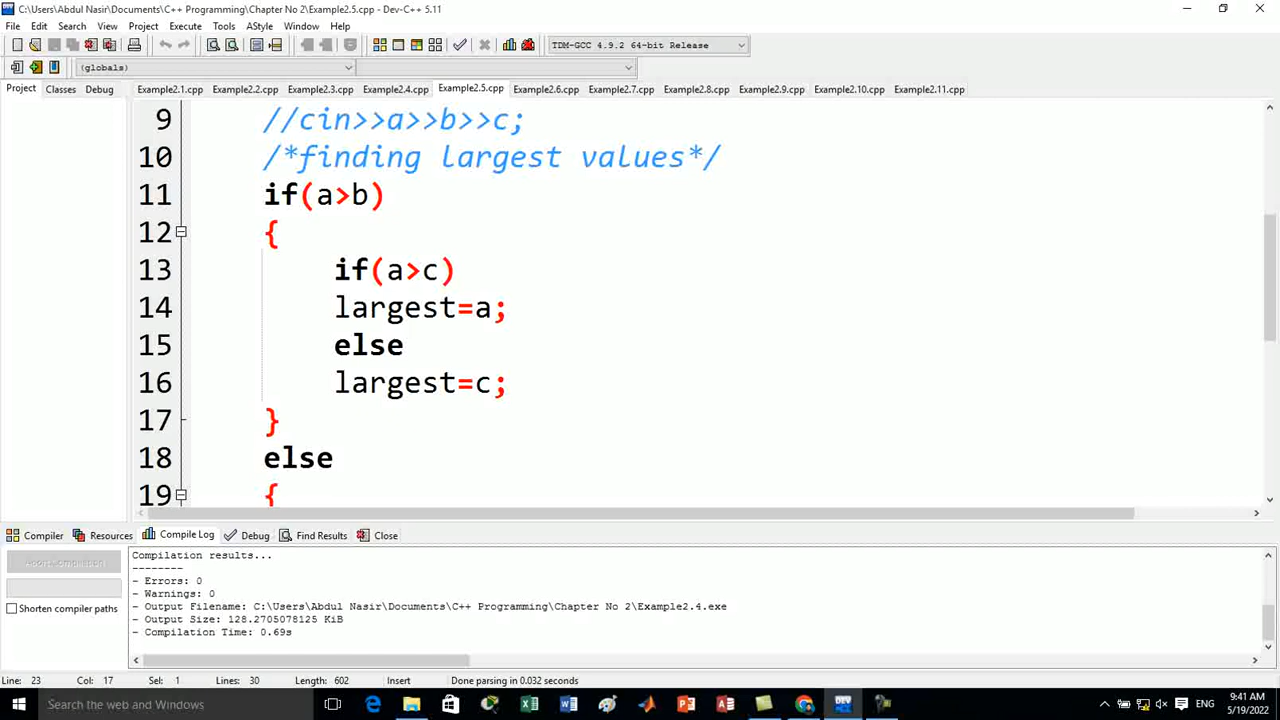 C:\Users\Abdul Nasir\Documents\C++ Programming\Chapter No 2\Example2.5.cpp - Dev-C++ 5.11
File Edit Search View Project Execute Tools AStyle Window Help
TDM-GCC 4.9.2 64-bit Release
(globals)
Project Classes Debug Example2.1.cpp Example2.2.cpp Example2.3.cpp Example2.4.cpp Example2.5.cpp Example2.6.cpp Example2.7.cpp Example2.8.cpp Example2.9.cpp Example2.10.cpp Example2.11.cpp
9 //cin>>a>>b>>c;
10 /*finding largest values*/
11 if(a>b)
12 {
13 if(a>c)
14 largest=a;
15 else
16 largest=c;
17 }
18 else
19 {
Compiler Resources Compile Log Debug Find Results Close
Abort Compilation
Shorten compiler paths
Compilation results...
--------
- Errors: 0
- Warnings: 0
- Output Filename: C:\Users\Abdul Nasir\Documents\C++ Programming\Chapter No 2\Example2.4.exe
- Output Size: 128.2705078125 KiB
- Compilation Time: 0.69s
Line: 23 Col: 17 Sel: 1 Lines: 30 Length: 602 Insert Done parsing in 0.032 seconds
Search the web and Windows
ENG
9:41 AM
5/19/2022